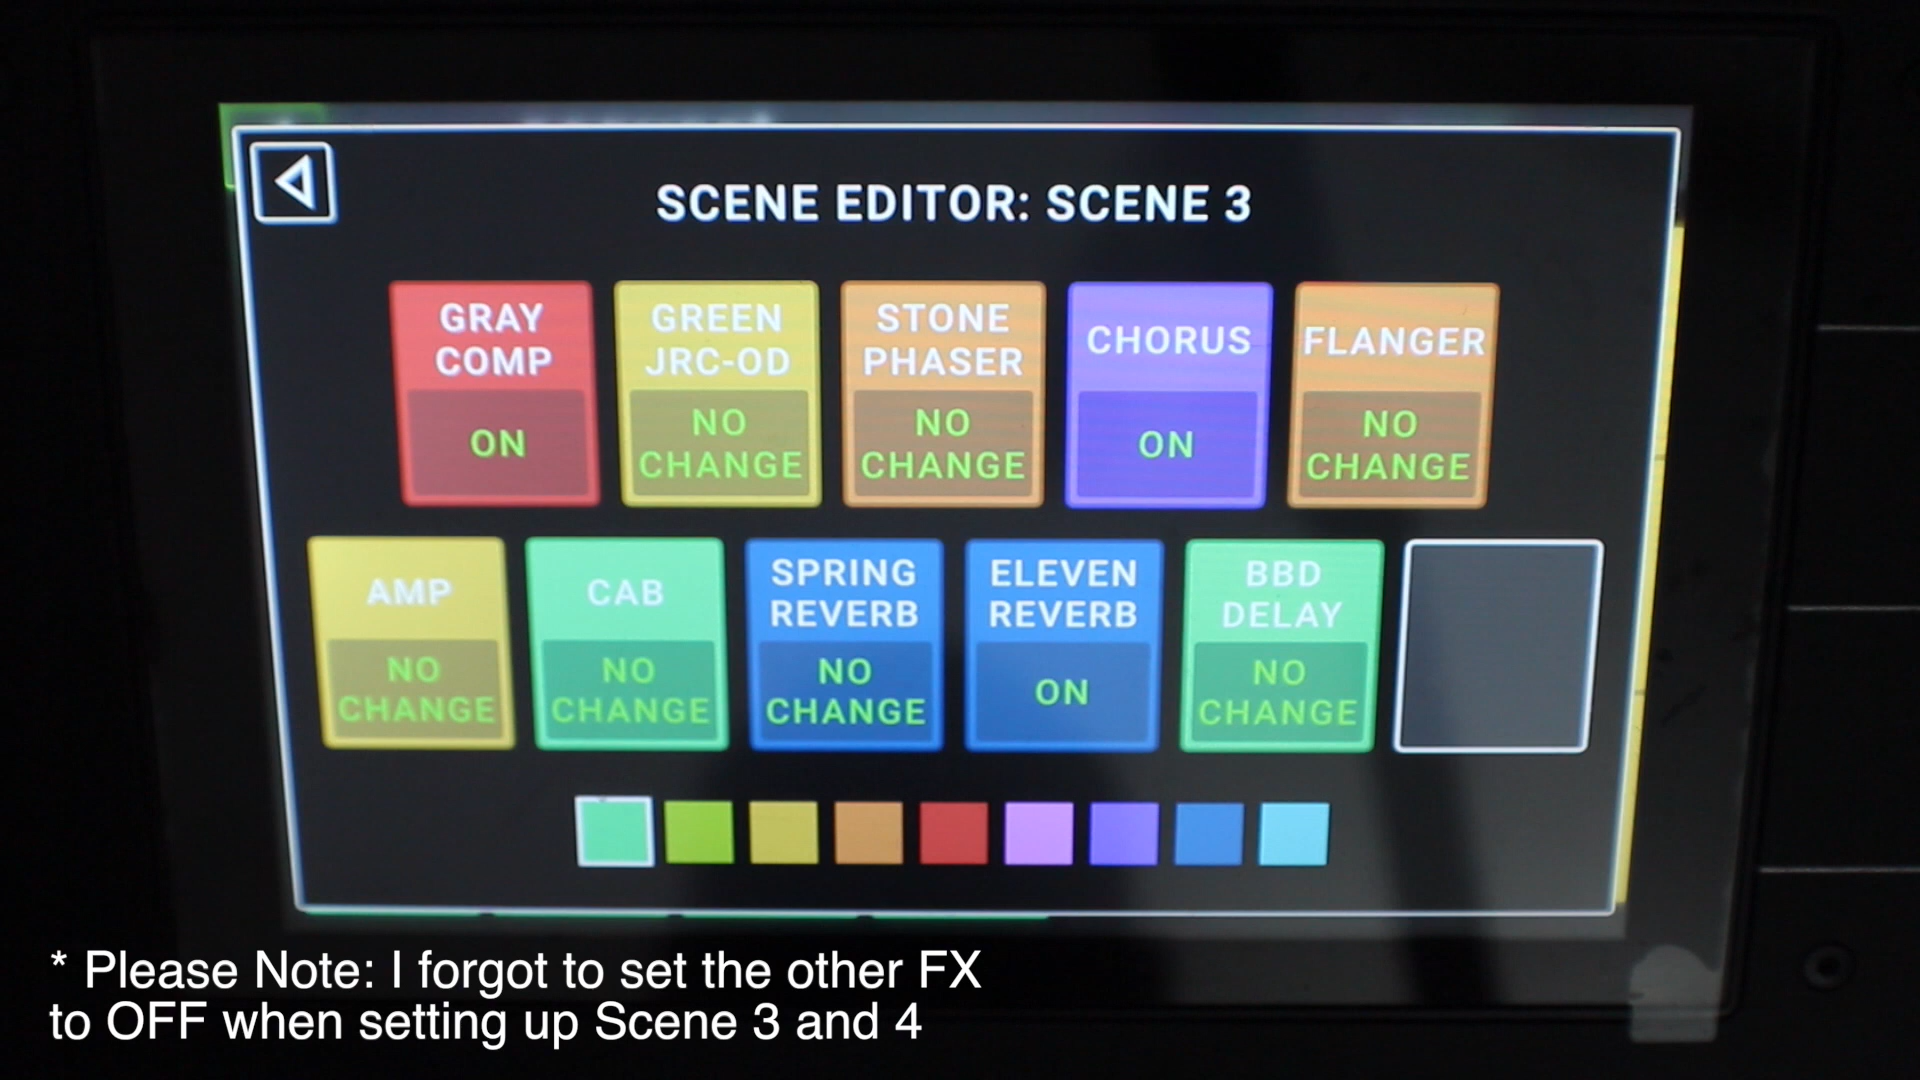 SCENE EDITOR: SCENE 3
GRAY
COMP
ON
GREEN
JRC-OD
NO
CHANGE
STONE
PHASER
NO
CHANGE
CHORUS
ON
FLANGER
NO
CHANGE
AMP
NO
CHANGE
CAB
NO
CHANGE
SPRING
REVERB
NO
CHANGE
ELEVEN
REVERB
ON
BBD
DELAY
NO
CHANGE
* Please Note: I forgot to set the other FX
to OFF when setting up Scene 3 and 4